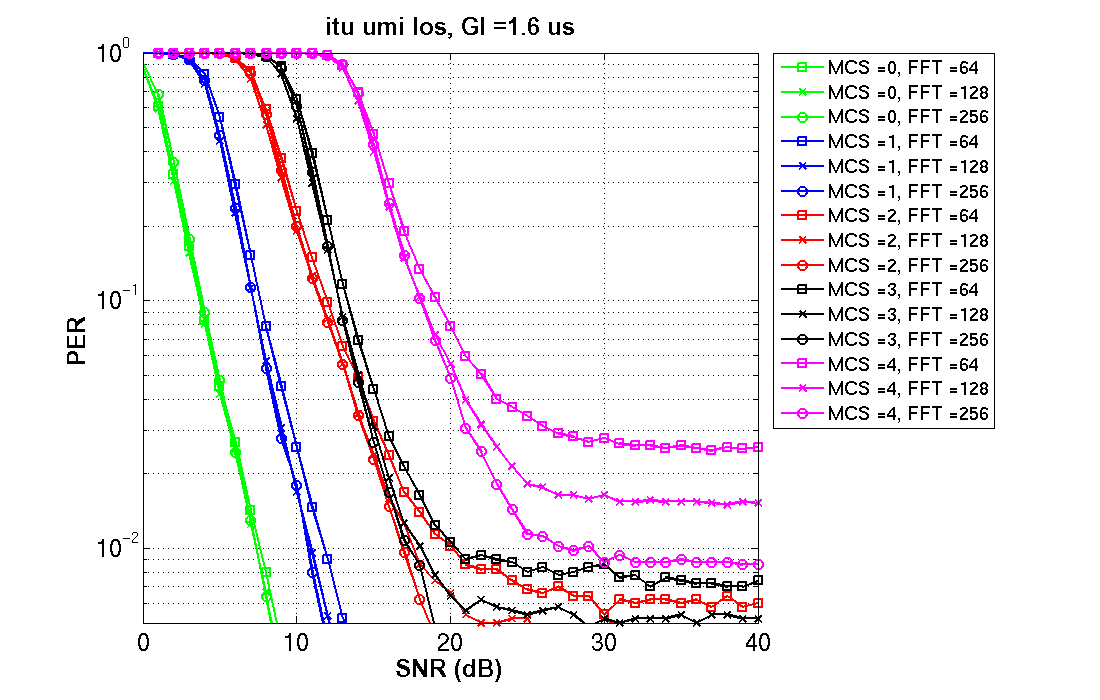 itu umi los, GI =1.6 us
10^0
10^-1
10^-2
PER
0 10 20 30 40
SNR (dB)
MCS =0, FFT =64
MCS =0, FFT =128
MCS =0, FFT =256
MCS =1, FFT =64
MCS =1, FFT =128
MCS =1, FFT =256
MCS =2, FFT =64
MCS =2, FFT =128
MCS =2, FFT =256
MCS =3, FFT =64
MCS =3, FFT =128
MCS =3, FFT =256
MCS =4, FFT =64
MCS =4, FFT =128
MCS =4, FFT =256